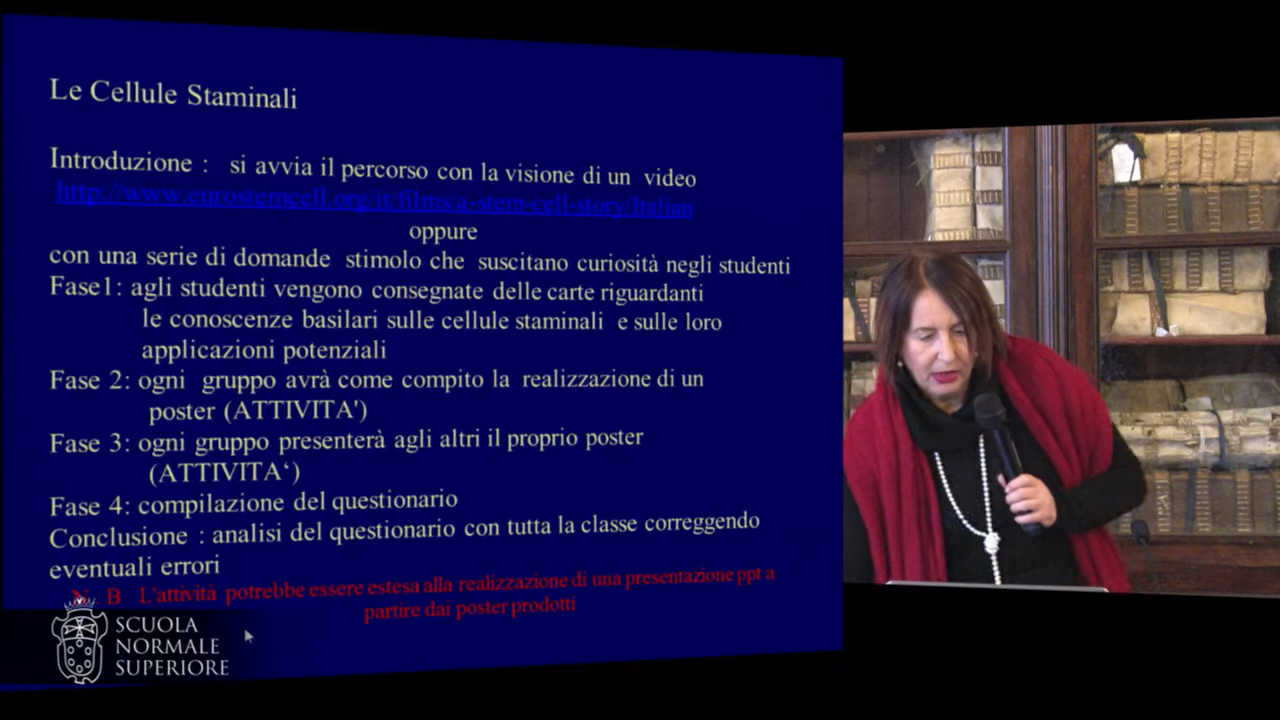 Le Cellule Staminali
Introduzione : si avvia il percorso con la visione di un video
http://www.eurostemcell.org/it/films/a-stem-cell-story/Italian
oppure
con una serie di domande stimolo che suscitano curiosità negli studenti
Fase1: agli studenti vengono consegnate delle carte riguardanti
le conoscenze basilari sulle cellule staminali e sulle loro
applicazioni potenziali
Fase 2: ogni gruppo avrà come compito la realizzazione di un
poster (ATTIVITA')
Fase 3: ogni gruppo presenterà agli altri il proprio poster
(ATTIVITA‘)
Fase 4: compilazione del questionario
Conclusione : analisi del questionario con tutta la classe correggendo
eventuali errori
N. B L'attività potrebbe essere estesa alla realizzazione di una presentazione ppt a
partire dai poster prodotti
SCUOLA
NORMALE
SUPERIORE